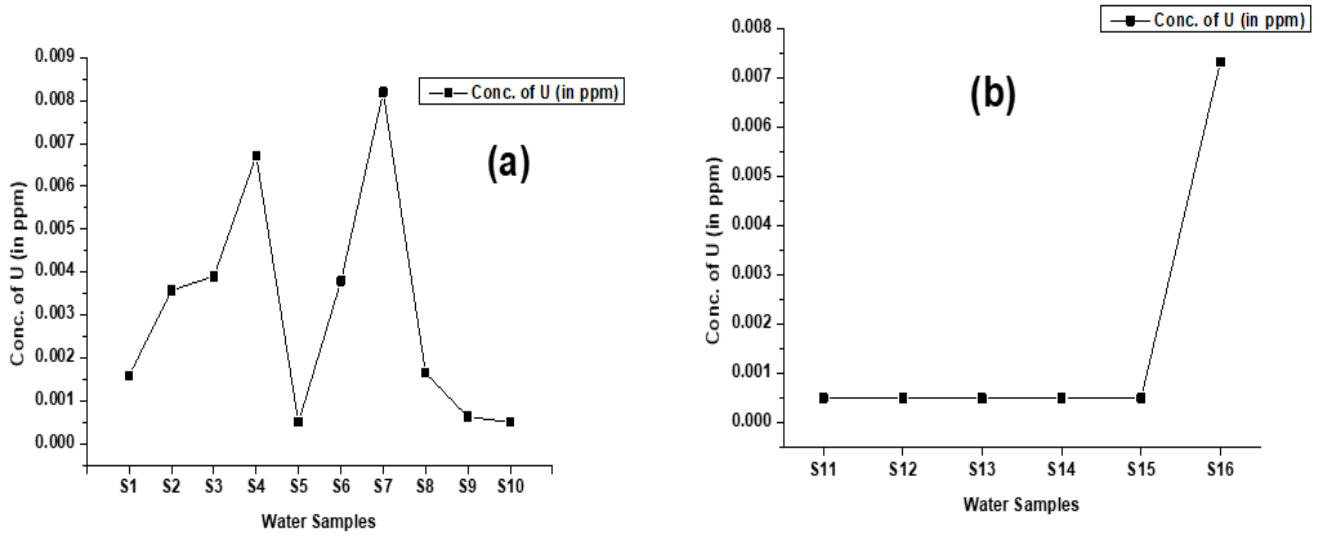 Conc. of U (in ppm)
(a)
Conc. of U (in ppm)
0.009
0.008
0.007
0.006
0.005
0.004
0.003
0.002
0.001
0.000
S1 S2 S3 S4 S5 S6 S7 S8 S9 S10
Water Samples
Conc. of U (in ppm)
(b)
Conc. of U (in ppm)
0.008
0.007
0.006
0.005
0.004
0.003
0.002
0.001
0.000
S11 S12 S13 S14 S15 S16
Water Samples